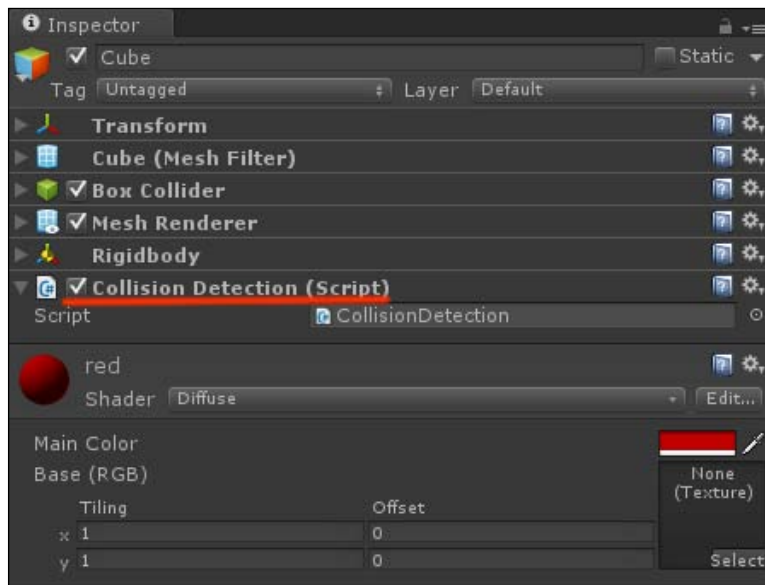 Inspector
Cube Static
Tag Untagged Layer Default
Transform
Cube (Mesh Filter)
Box Collider
Mesh Renderer
Rigidbody
Collision Detection (Script)
Script CollisionDetection
red
Shader Diffuse Edit...
Main Color
Base (RGB) None
(Texture)
Tiling Offset
x 1 0
y 1 0 Select